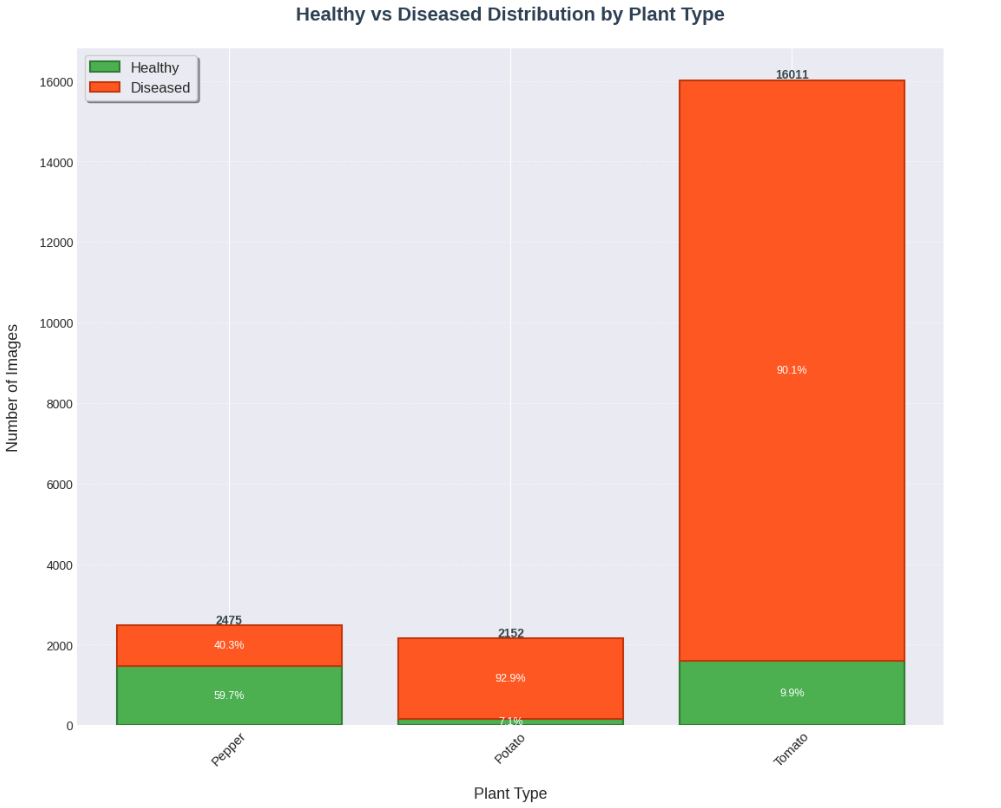 Healthy vs Diseased Distribution by Plant Type
Healthy
Diseased
16011
16000
14000
12000
10000
8000
6000
4000
2000
0
Number of Images
90.1%
9.9%
2475
40.3%
59.7%
2152
92.9%
7.1%
Pepper
Potato
Tomato
Plant Type